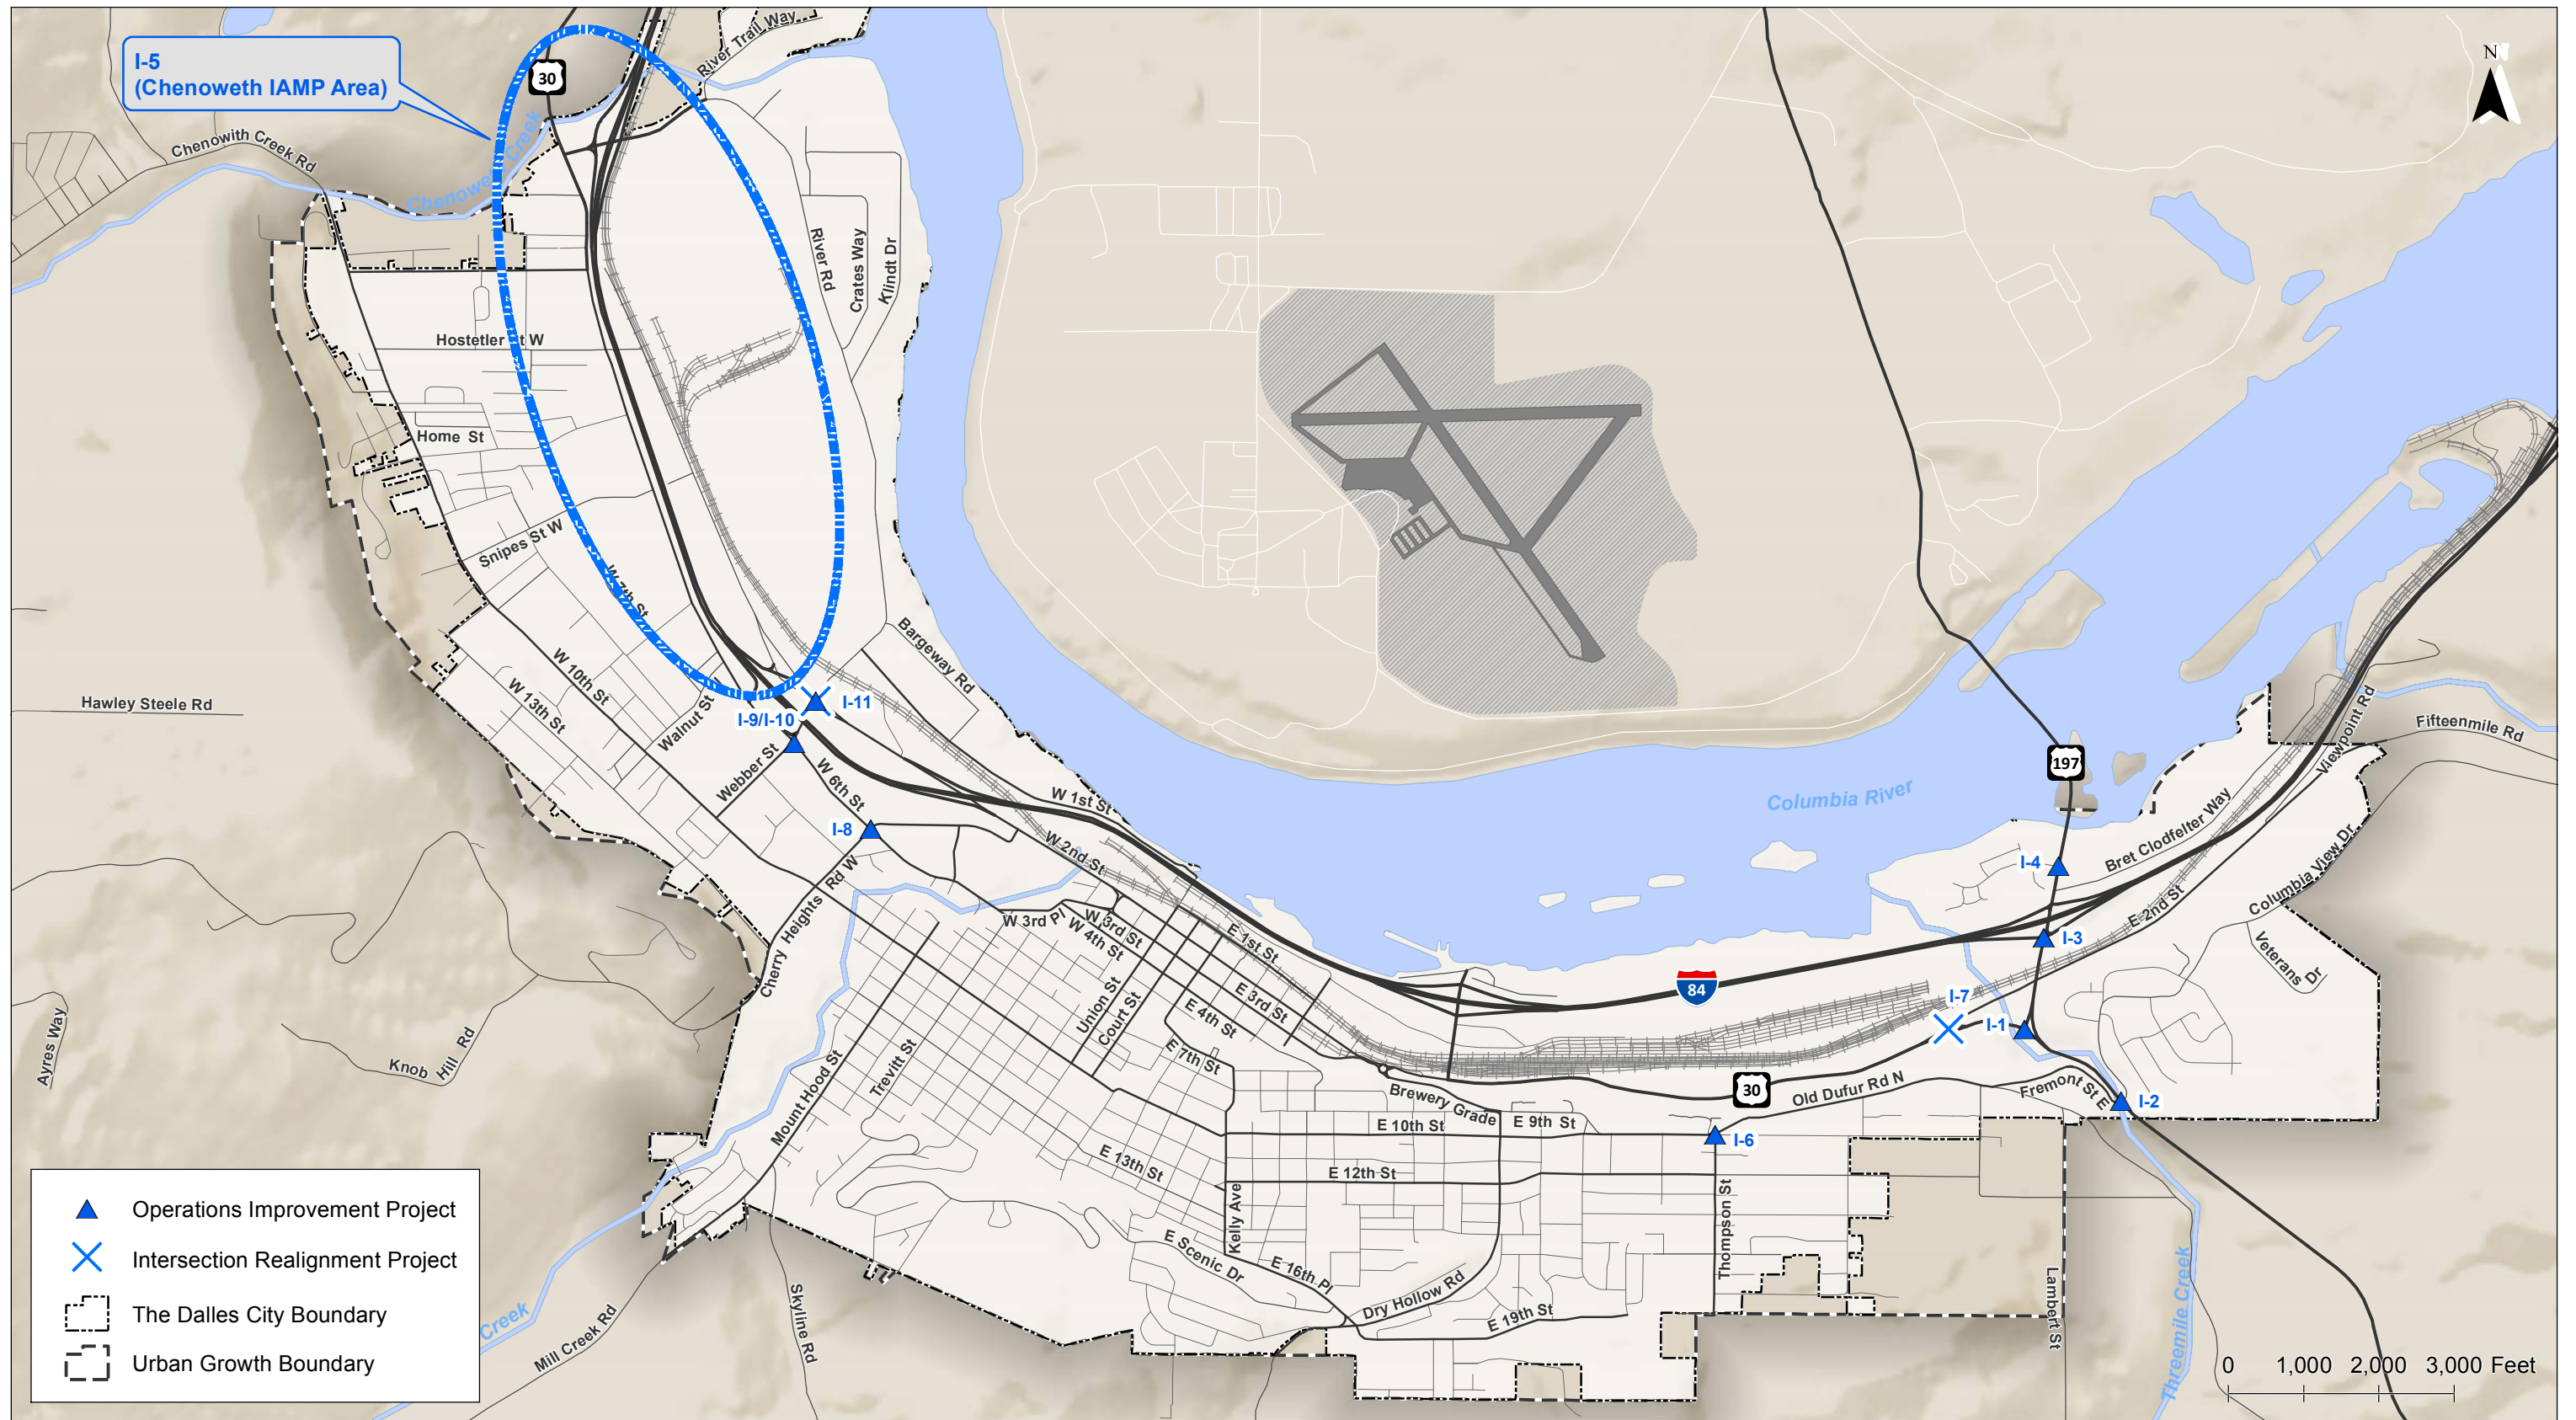 I-5
(Chenoweth IAMP Area)
30
River Trail Way
N
Chenowith Creek Rd
Chenoweth Creek
River Rd
Crates Way
Klindt Dr
Hostetler St W
Home St
Snipes St W
W 7th St
Bargeway Rd
W 10th St
W 13th St
Walnut St
Hawley Steele Rd
I-11
I-9/I-10
Webber St
W 6th St
I-8
W 1st St
W 2nd St
Columbia River
197
Viewpoint Rd
Fifteenmile Rd
I-4
Bret Clodfelter Way
Columbia View Dr
E 2nd St
I-3
Veterans Dr
Cherry Heights Rd W
W 3rd Pl
W 3rd St
W 4th St
E 1st St
84
I-7
I-1
Union St
Court St
E 3rd St
E 4th St
E 7th St
Ayres Way
Knob Hill Rd
Mount Hood St
Trevitt St
Brewery Grade
30
Old Dufur Rd N
Fremont St E
I-2
E 10th St
E 9th St
I-6
E 13th St
E 12th St
Kelly Ave
Thompson St
E Scenic Dr
E 16th Pl
Dry Hollow Rd
E 19th St
Lambert St
Threemile Creek
Skyline Rd
Mill Creek Rd
Creek
Operations Improvement Project
Intersection Realignment Project
The Dalles City Boundary
Urban Growth Boundary
0 1,000 2,000 3,000 Feet